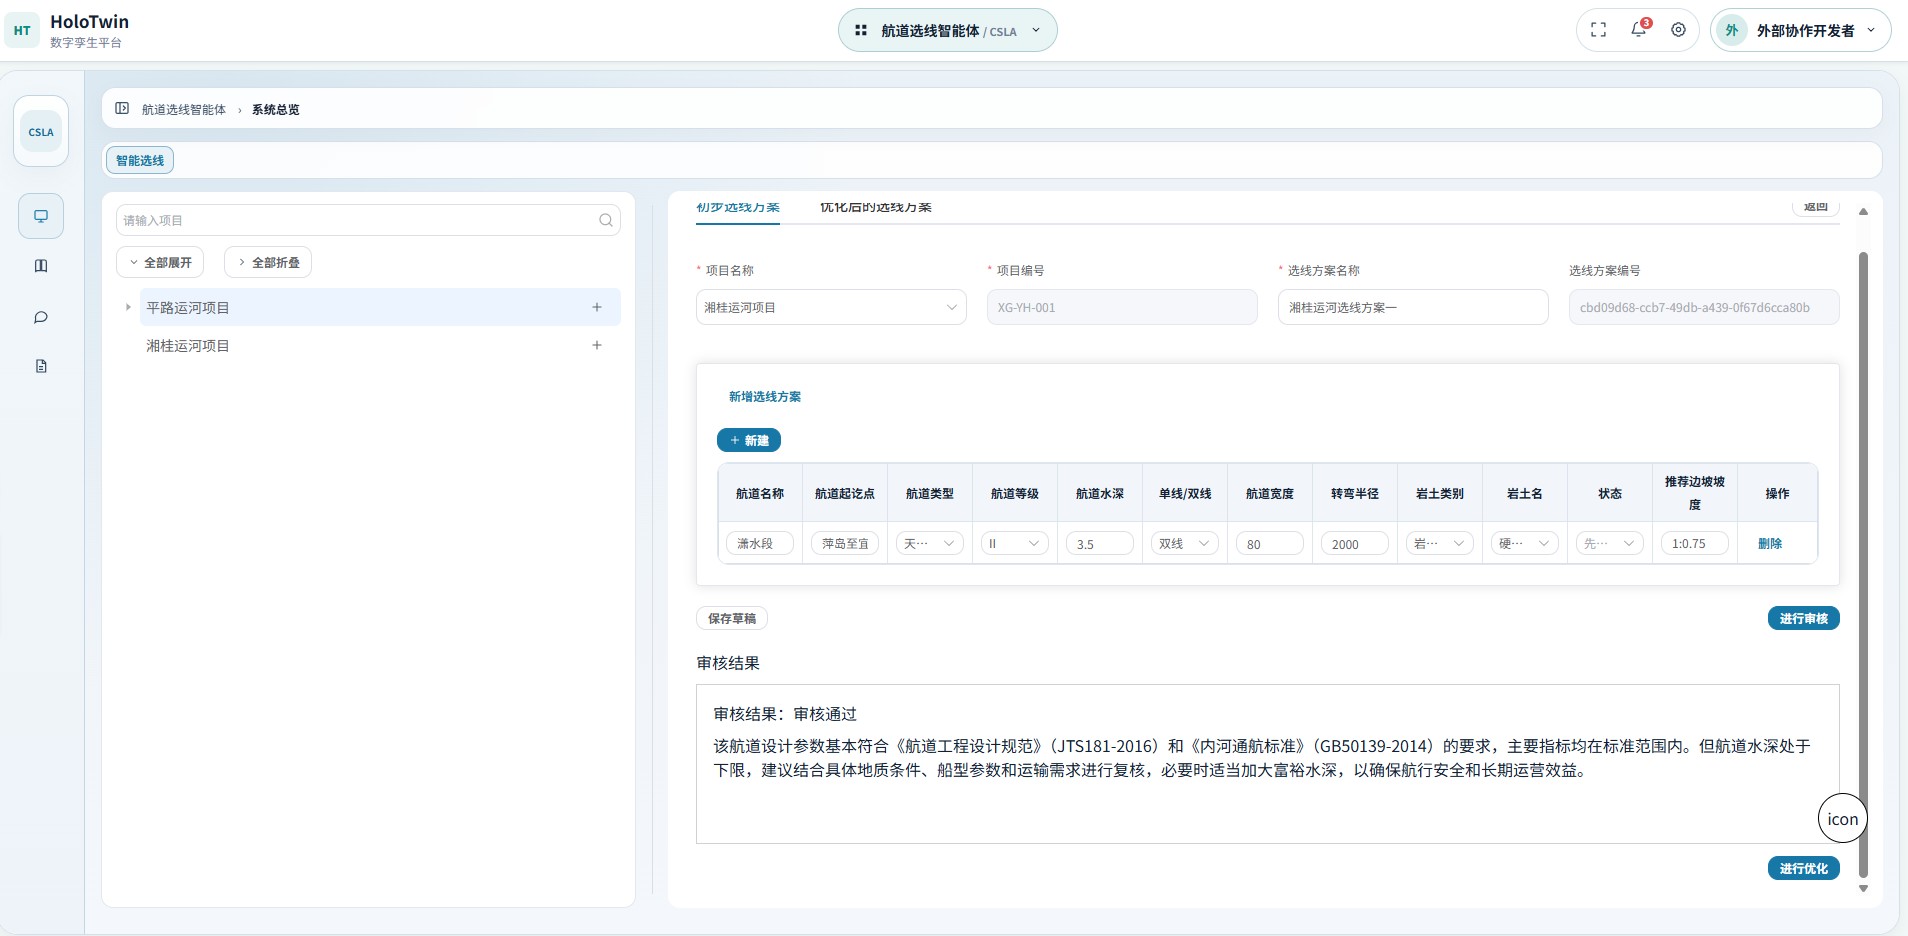 HT
HoloTwin
数字孪生平台
航道选线智能体 / CSLA
3
外
外部协作开发者
CSLA
航道选线智能体 › 系统总览
智能选线
请输入项目
全部展开
全部折叠
平路运河项目
湘桂运河项目
初步选线方案
优化后的选线方案
返回
* 项目名称
* 项目编号
* 选线方案名称
选线方案编号
湘桂运河项目
XG-YH-001
湘桂运河选线方案一
cbd09d68-ccb7-49db-a439-0f67d6cca80b
新增选线方案
+ 新建
航道名称 航道起讫点 航道类型 航道等级 航道水深 单线/双线 航道宽度 转弯半径 岩土类别 岩土名 状态 推荐边坡坡度 操作
潇水段 萍岛至宜 天··· II 3.5 双线 80 2000 岩··· 硬··· 先··· 1:0.75 删除
保存草稿
进行审核
审核结果
审核结果：审核通过
该航道设计参数基本符合《航道工程设计规范》（JTS181-2016）和《内河通航标准》（GB50139-2014）的要求，主要指标均在标准范围内。但航道水深处于
下限，建议结合具体地质条件、船型参数和运输需求进行复核，必要时适当加大富裕水深，以确保航行安全和长期运营效益。
icon
进行优化